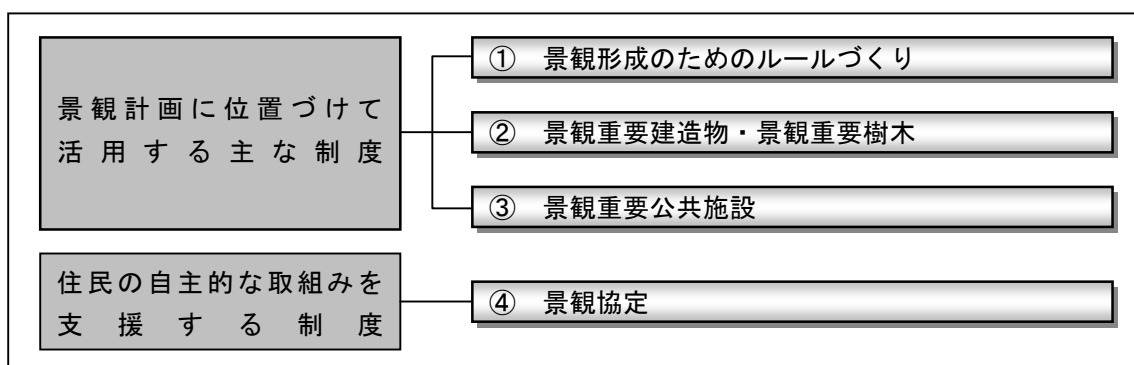 景観計画に位置づけて
活用する主な制度
① 景観形成のためのルールづくり
② 景観重要建造物・景観重要樹木
③ 景観重要公共施設
住民の自主的な取組みを
支援する制度
④ 景観協定